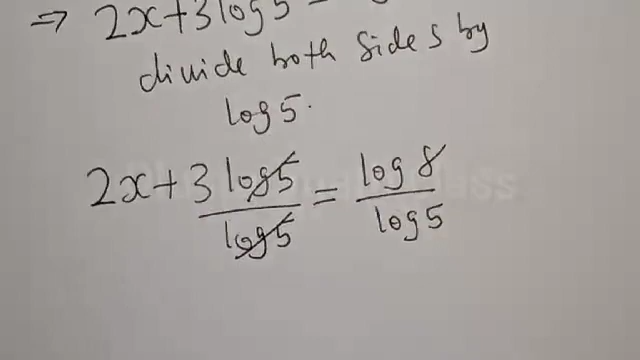 ⇒ 2x+3log5 =
divide both sides by
log 5.
2x + 3 log5/log5 = log 8/log 5